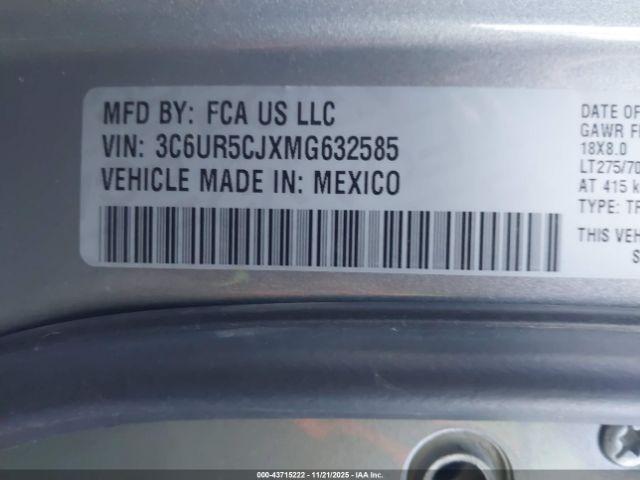 MFD BY: FCA US LLC
VIN: 3C6UR5CJXMG632585
VEHICLE MADE IN: MEXICO
DATE OF
GAWR
18X8.0
LT275/70
AT 415
TYPE:
THIS VEH
000-43715222 - 11/21/2025 - IAA Inc.